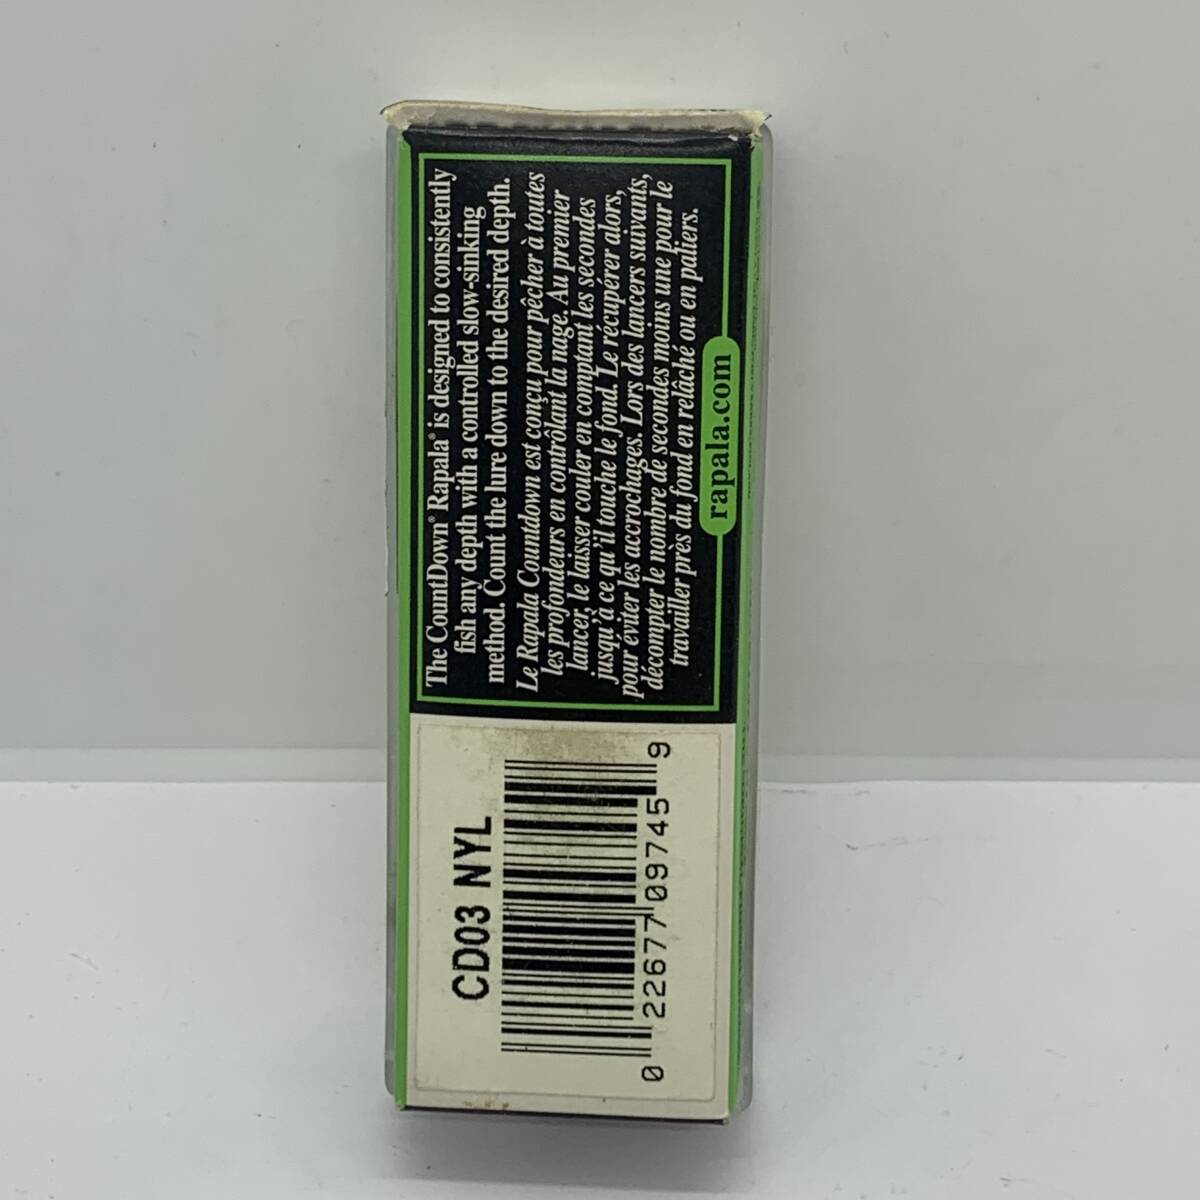 The CountDown® Rapala® is designed to consistently
fish any depth with a controlled slow-sinking
method. Count the lure down to the desired depth.
Le Rapala Countdown est conçu pour pêcher à toutes
les profondeurs en contrôlant la nage. Au premier
lancer, le laisser couler en comptant les secondes
jusqu'à ce qu'il touche le fond. Le récupérer alors,
pour eviter les accrochages. Lors des lancers suivants,
décompter le nombre de secondes moins une pour le
travailler près du fond en relâché ou en paliers.
rapala.com
CD03 NYL
0 22677 09745 9